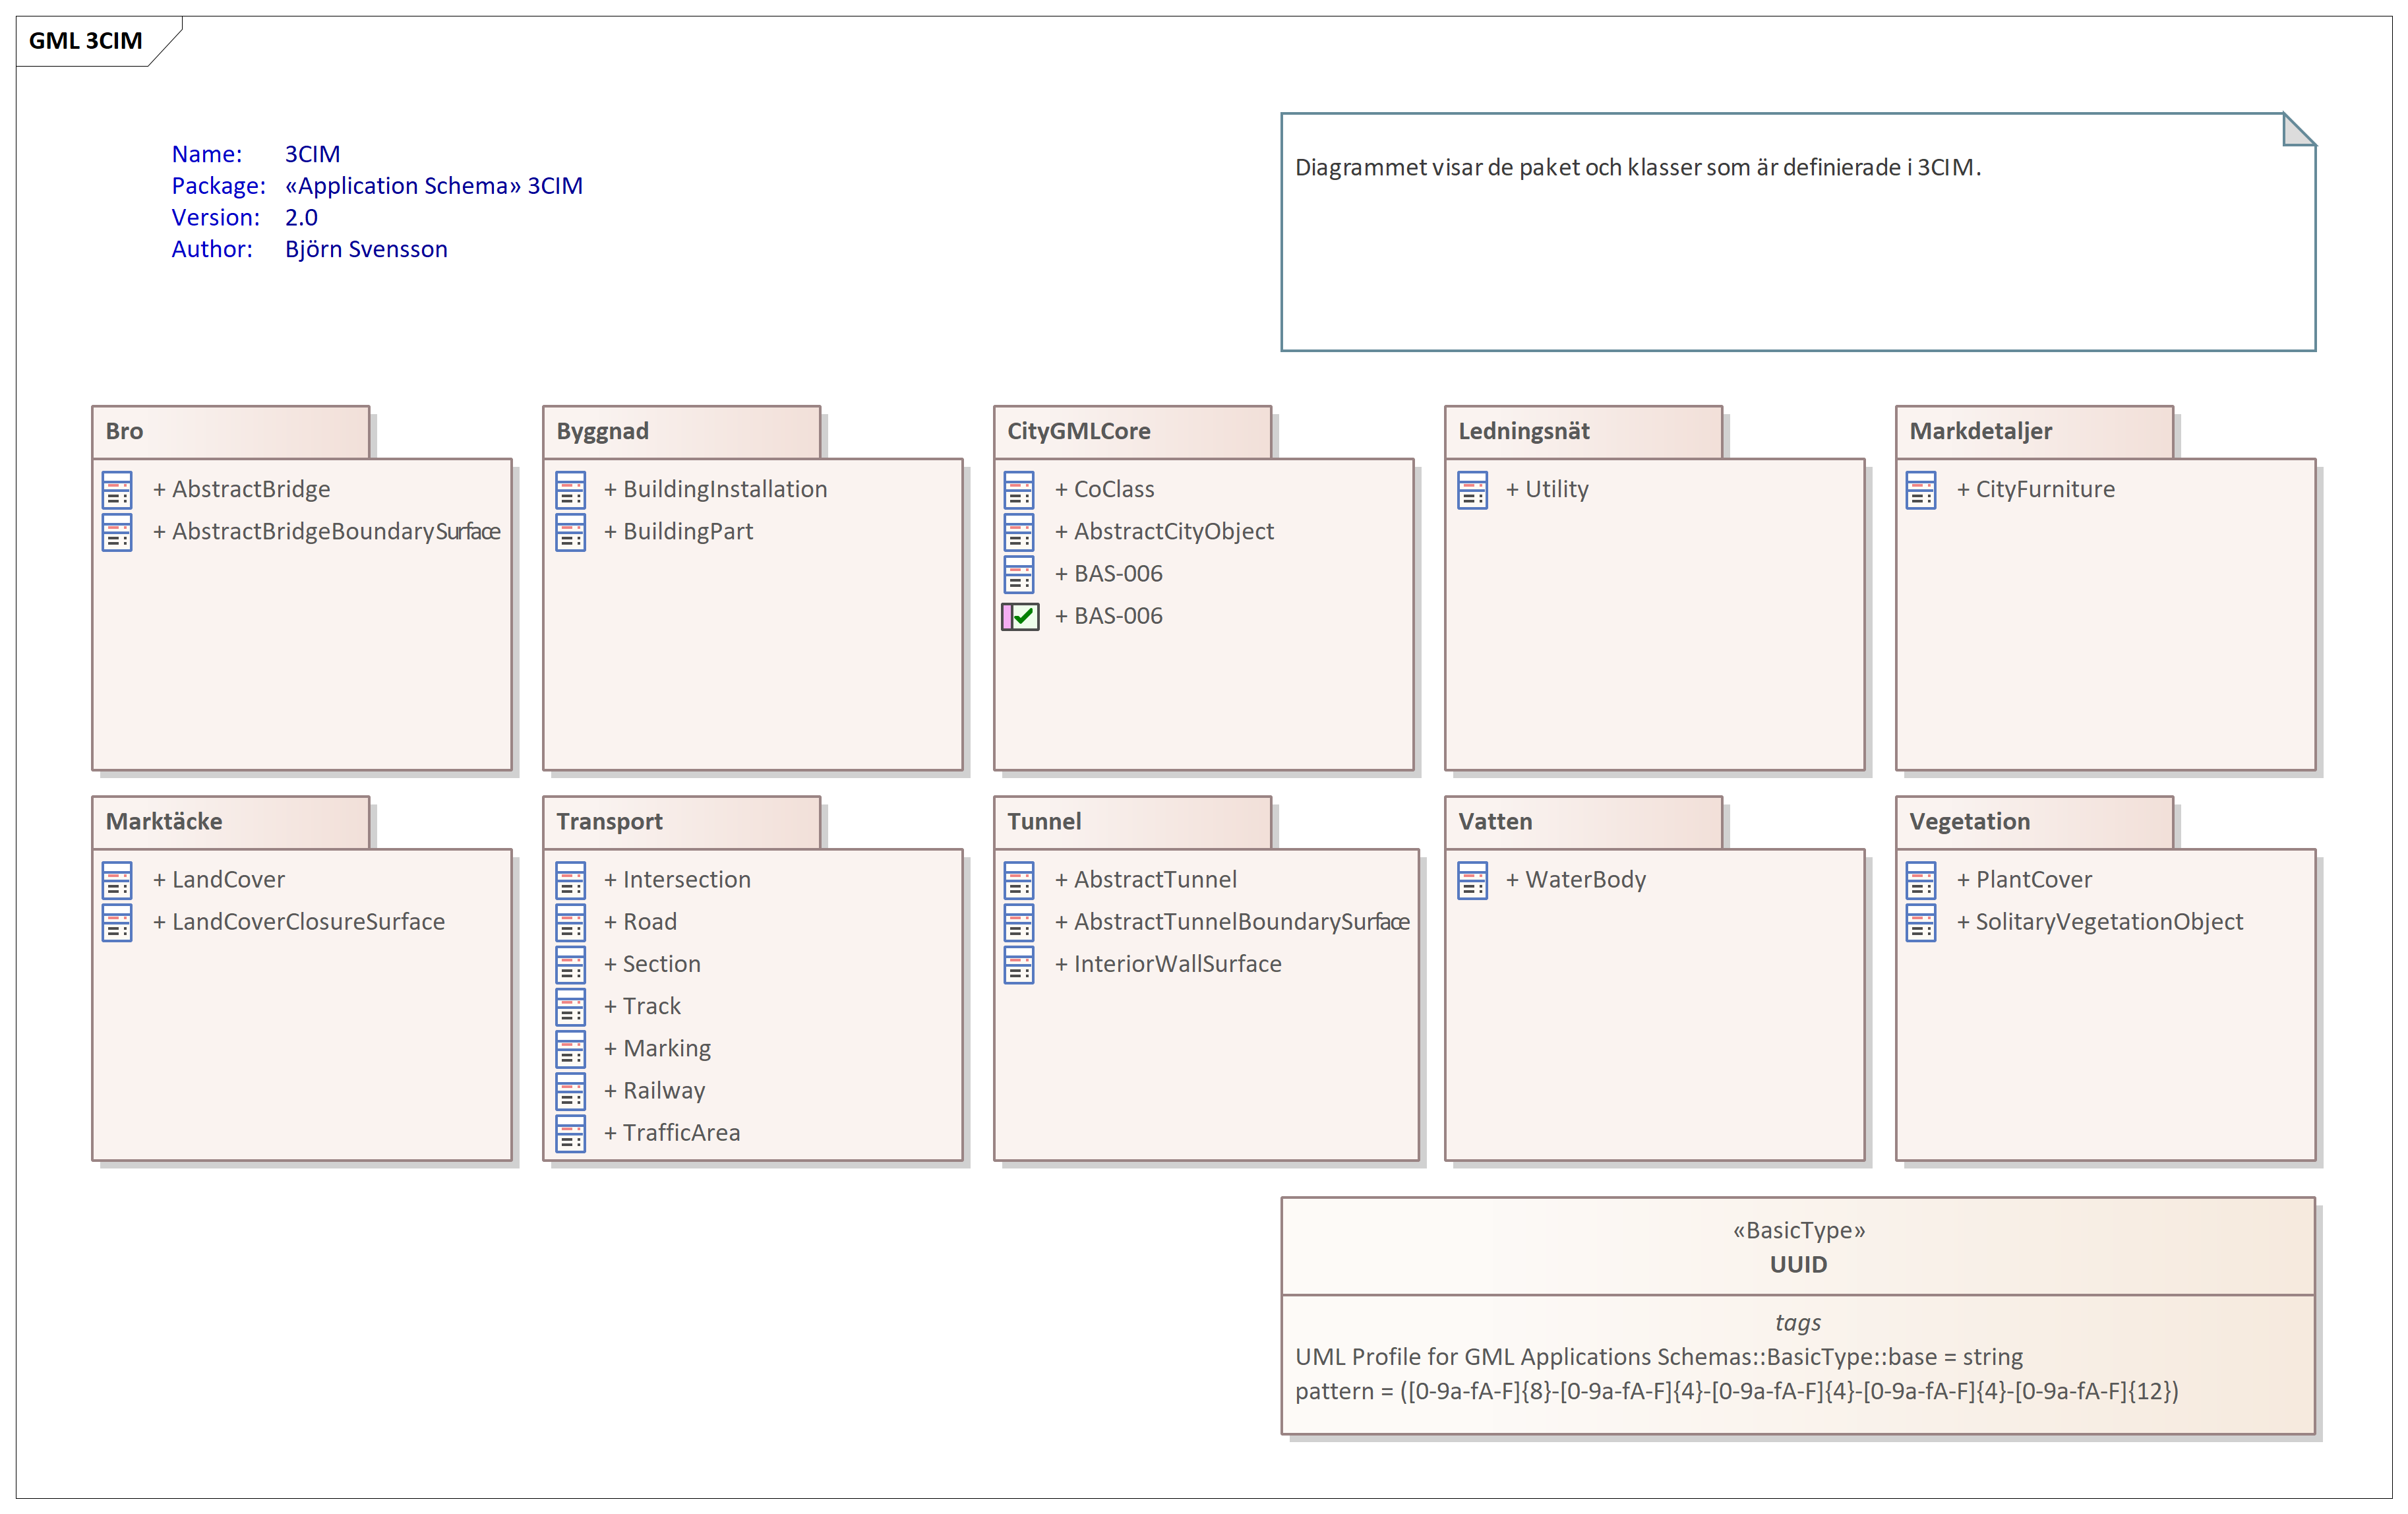 GML 3CIM
Name: 3CIM
Package: «Application Schema» 3CIM
Version: 2.0
Author: Björn Svensson
Diagrammet visar de paket och klasser som är definierade i 3CIM.
Bro
+ AbstractBridge
+ AbstractBridgeBoundarySurface
Byggnad
+ BuildingInstallation
+ BuildingPart
CityGMLCore
+ CoClass
+ AbstractCityObject
+ BAS-006
+ BAS-006
Ledningsnät
+ Utility
Markdetaljer
+ CityFurniture
Marktäcke
+ LandCover
+ LandCoverClosureSurface
Transport
+ Intersection
+ Road
+ Section
+ Track
+ Marking
+ Railway
+ TrafficArea
Tunnel
+ AbstractTunnel
+ AbstractTunnelBoundarySurface
+ InteriorWallSurface
Vatten
+ WaterBody
Vegetation
+ PlantCover
+ SolitaryVegetationObject
«BasicType»
UUID
tags
UML Profile for GML Applications Schemas::BasicType::base = string
pattern = ([0-9a-fA-F]{8}-[0-9a-fA-F]{4}-[0-9a-fA-F]{4}-[0-9a-fA-F]{4}-[0-9a-fA-F]{12})